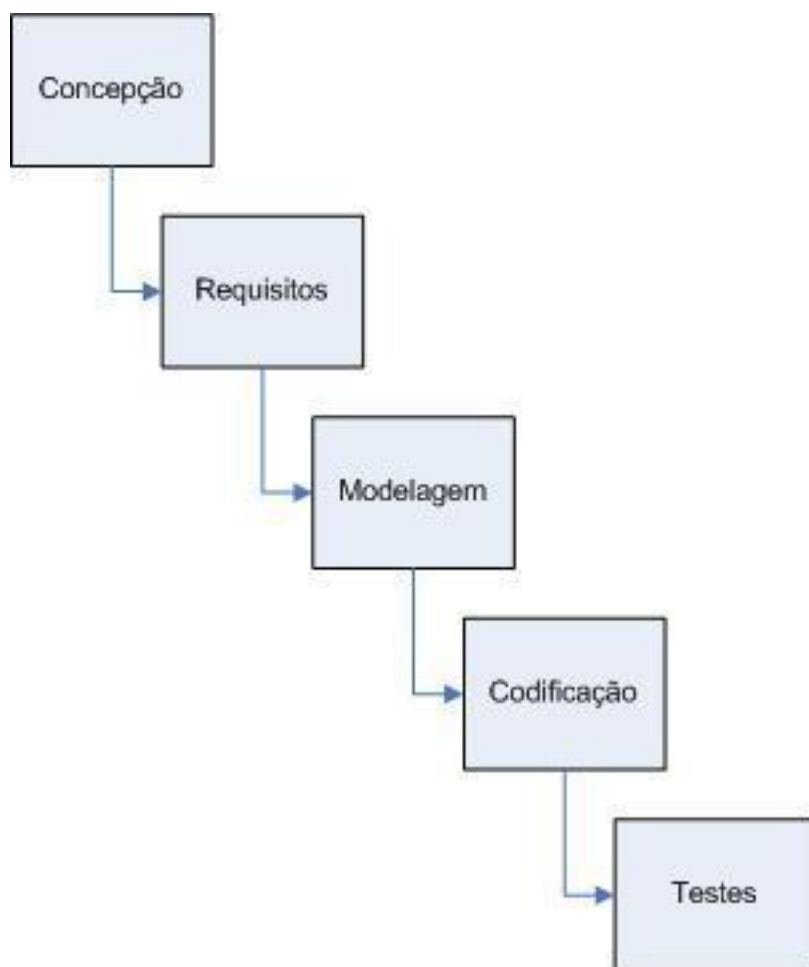 Concepção
Requisitos
Modelagem
Codificação
Testes